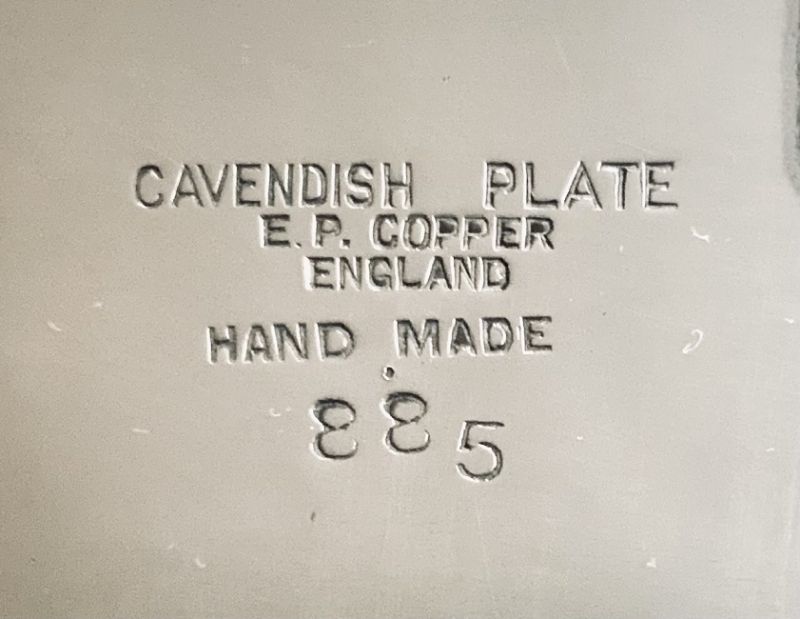 CAVENDISH PLATE
E.P. COPPER
ENGLAND
HAND MADE
885